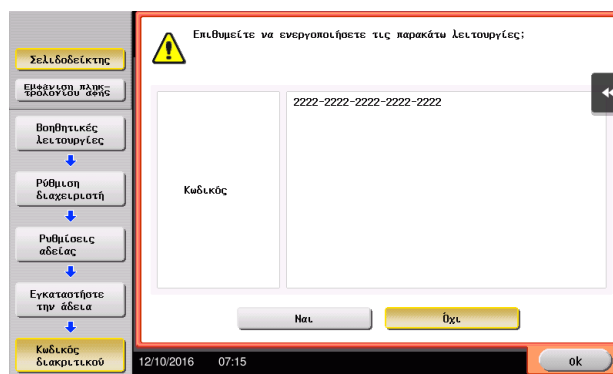 Σελιδοδείκτης
Εμφάνιση πληκ-
τρολογίου αφής
Βοηθητικές
λειτουργίες
Ρύθμιση
διαχειριστή
Ρυθμίσεις
αδείας
Εγκαταστήστε
την άδεια
Κωδικός
διακριτικού
Επιθυμείτε να ενεργοποιήσετε τις παρακάτω λειτουργίες;
Κωδικός
2222-2222-2222-2222-2222
Ναι
Όχι
12/10/2016 07:15
ok